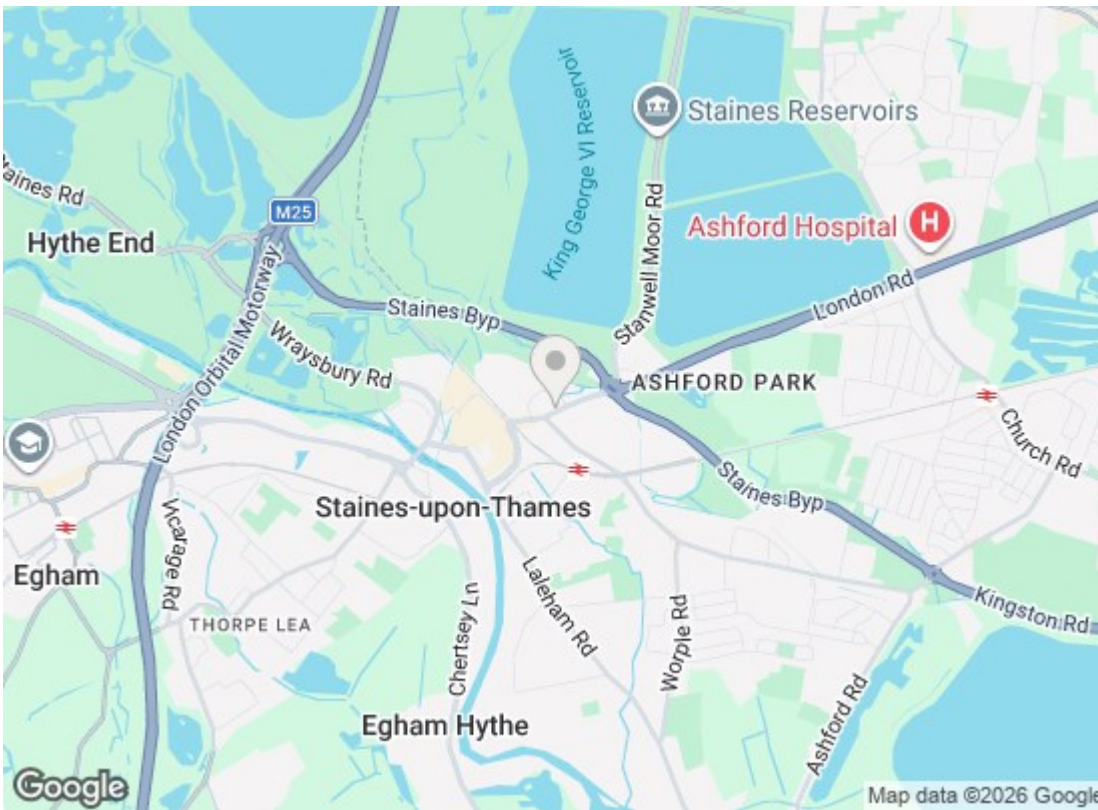 King George VI Reservoir
Staines Reservoirs
Stanwell Moor Rd
Ashford Hospital
H
London Rd
Staines Rd
M25
Hythe End
London Orbital Motorway
Staines Byp
Wraysbury Rd
ASHFORD PARK
Church Rd
Staines-upon-Thames
Staines Byp
Egham
Vicarage Rd
THORPE LEA
Chertsey Ln
Laleham Rd
Worple Rd
Kingston Rd
Ashford Rd
Egham Hythe
Google
Map data ©2026 Google